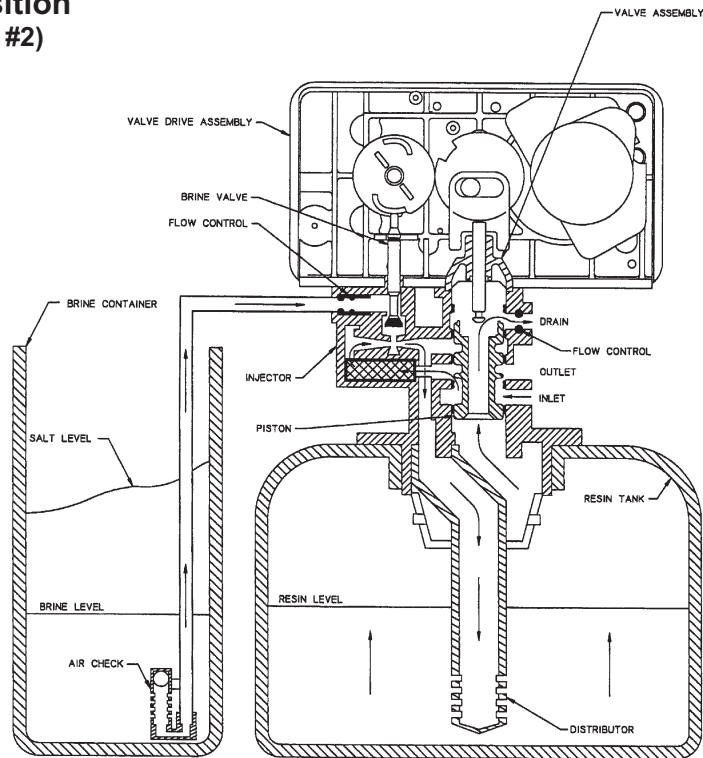 #2)
VALVE ASSEMBLY
VALVE DRIVE ASSEMBLY
BRINE VALVE
FLOW CONTROL
BRINE CONTAINER
DRAIN
FLOW CONTROL
INJECTOR
OUTLET
INLET
PISTON
SALT LEVEL
RESIN TANK
BRINE LEVEL
RESIN LEVEL
AIR CHECK
DISTRIBUTOR